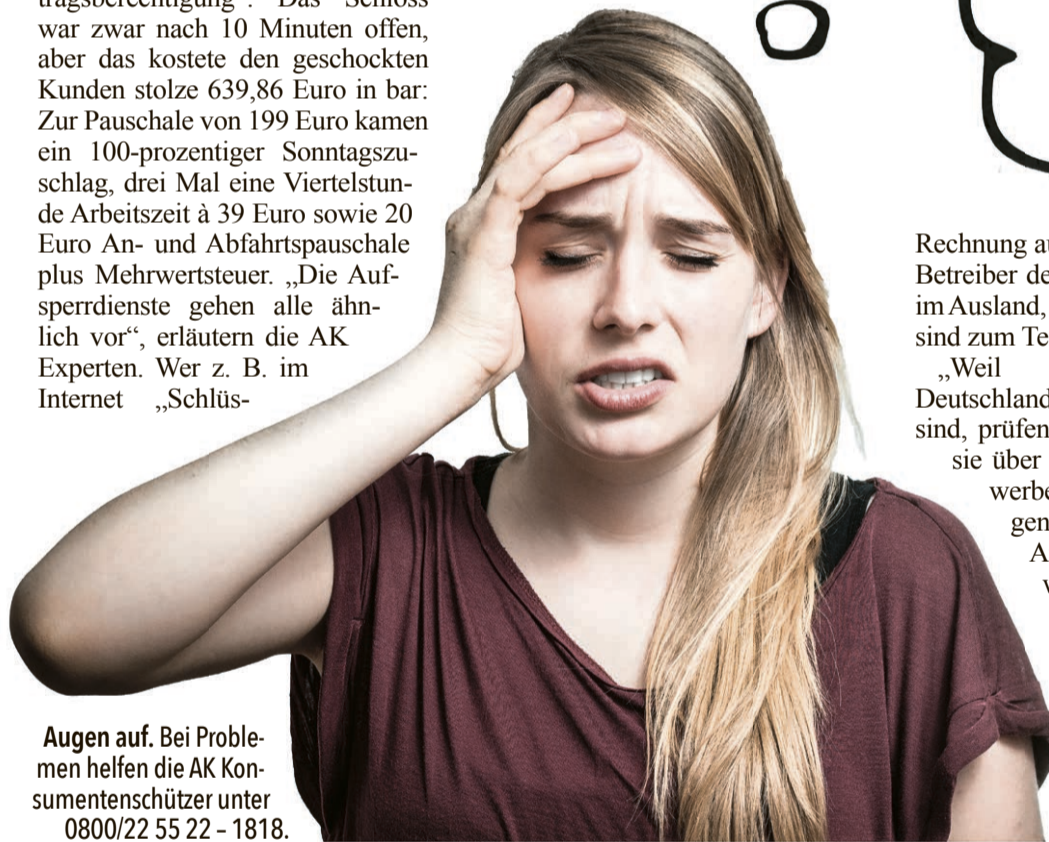 tragsberechtigung“. Das Schloss
war zwar nach 10 Minuten offen,
aber das kostete den geschockten
Kunden stolze 639,86 Euro in bar:
Zur Pauschale von 199 Euro kamen
ein 100-prozentiger Sonntagszu-
schlag, drei Mal eine Viertelstun-
de Arbeitszeit à 39 Euro sowie 20
Euro An- und Abfahrtspauschale
plus Mehrwertsteuer. „Die Auf-
sperrdienste gehen alle ähn-
lich vor“, erläutern die AK
Experten. Wer z. B. im
Internet „Schlüs-
Augen auf. Bei Proble-
men helfen die AK Kon-
sumentenschützer unter
0800/22 55 22 – 1818.
Rechnung
Betreiber
im Ausland,
sind zum
„Weil
Deutschland
sind, prüfen
sie über